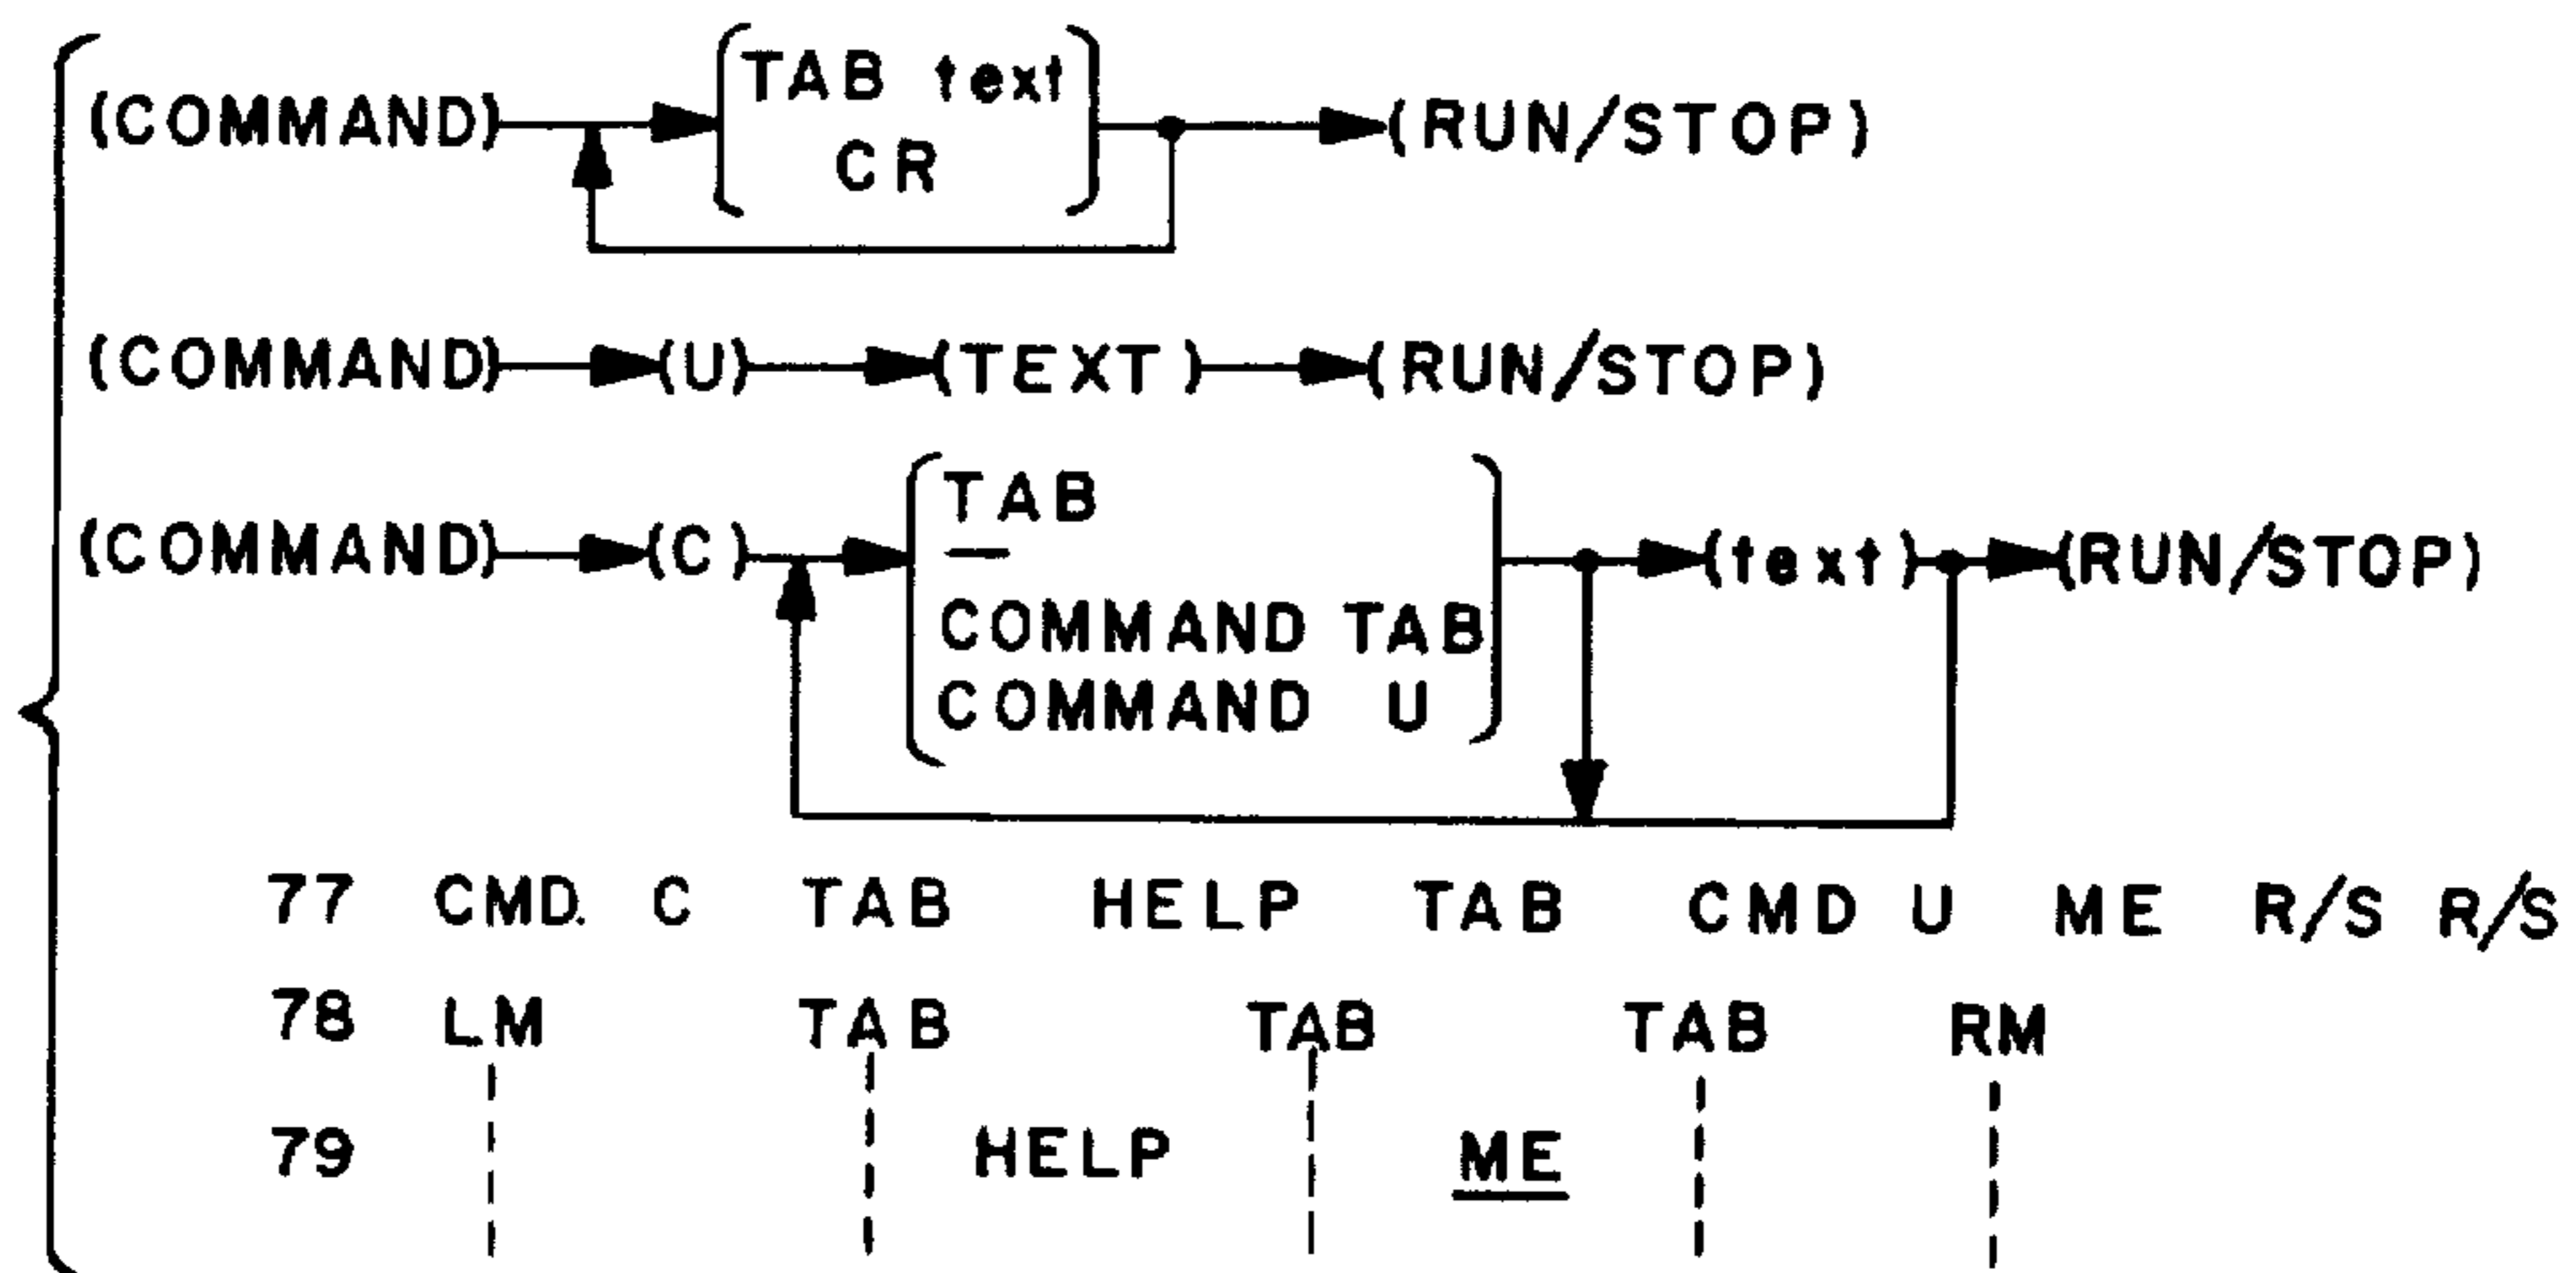 TAB text
(COMMAND) (RUN/STOP)
CR
(COMMAND) (U) (TEXT) (RUN/STOP)
TAB
(COMMAND) (C) — (text) (RUN/STOP)
COMMAND TAB
COMMAND U
77 CMD. C TAB HELP TAB CMD U ME R/S R/S
78 LM TAB TAB TAB RM
79 HELP ME